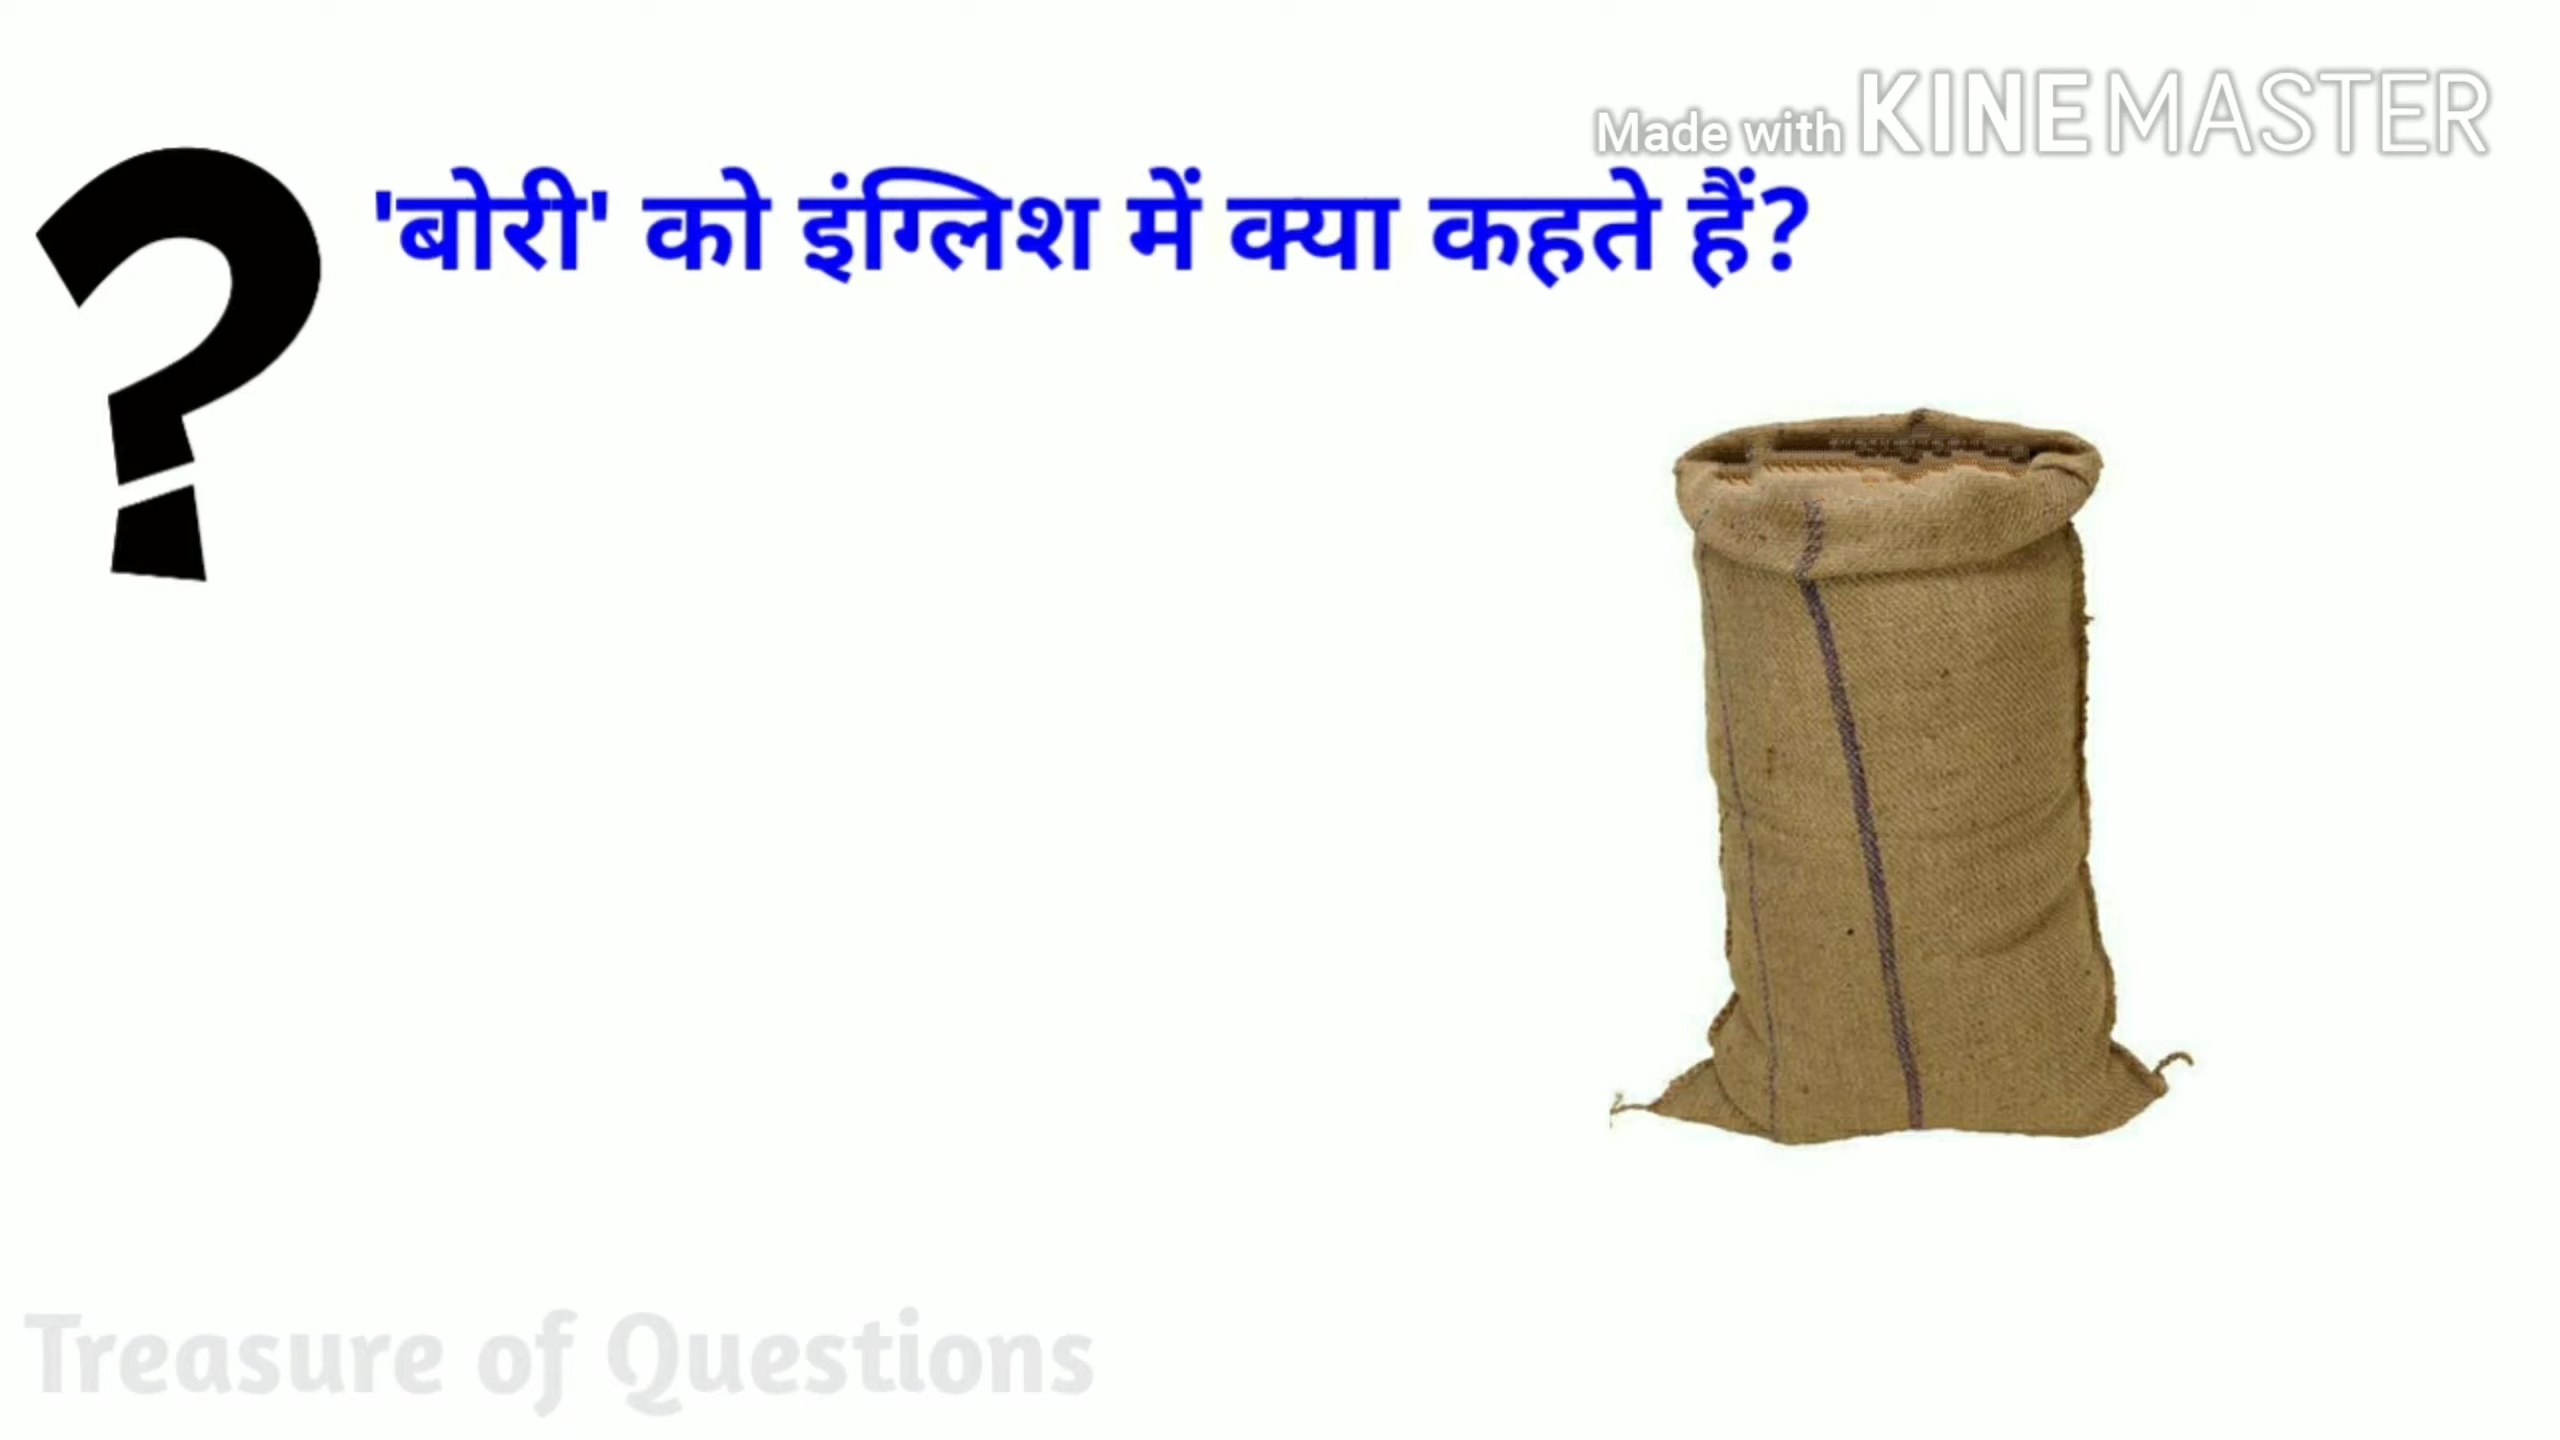 Made with KINEMASTER
'बोरी' को इंग्लिश में क्या कहते हैं?
Treasure of Questions